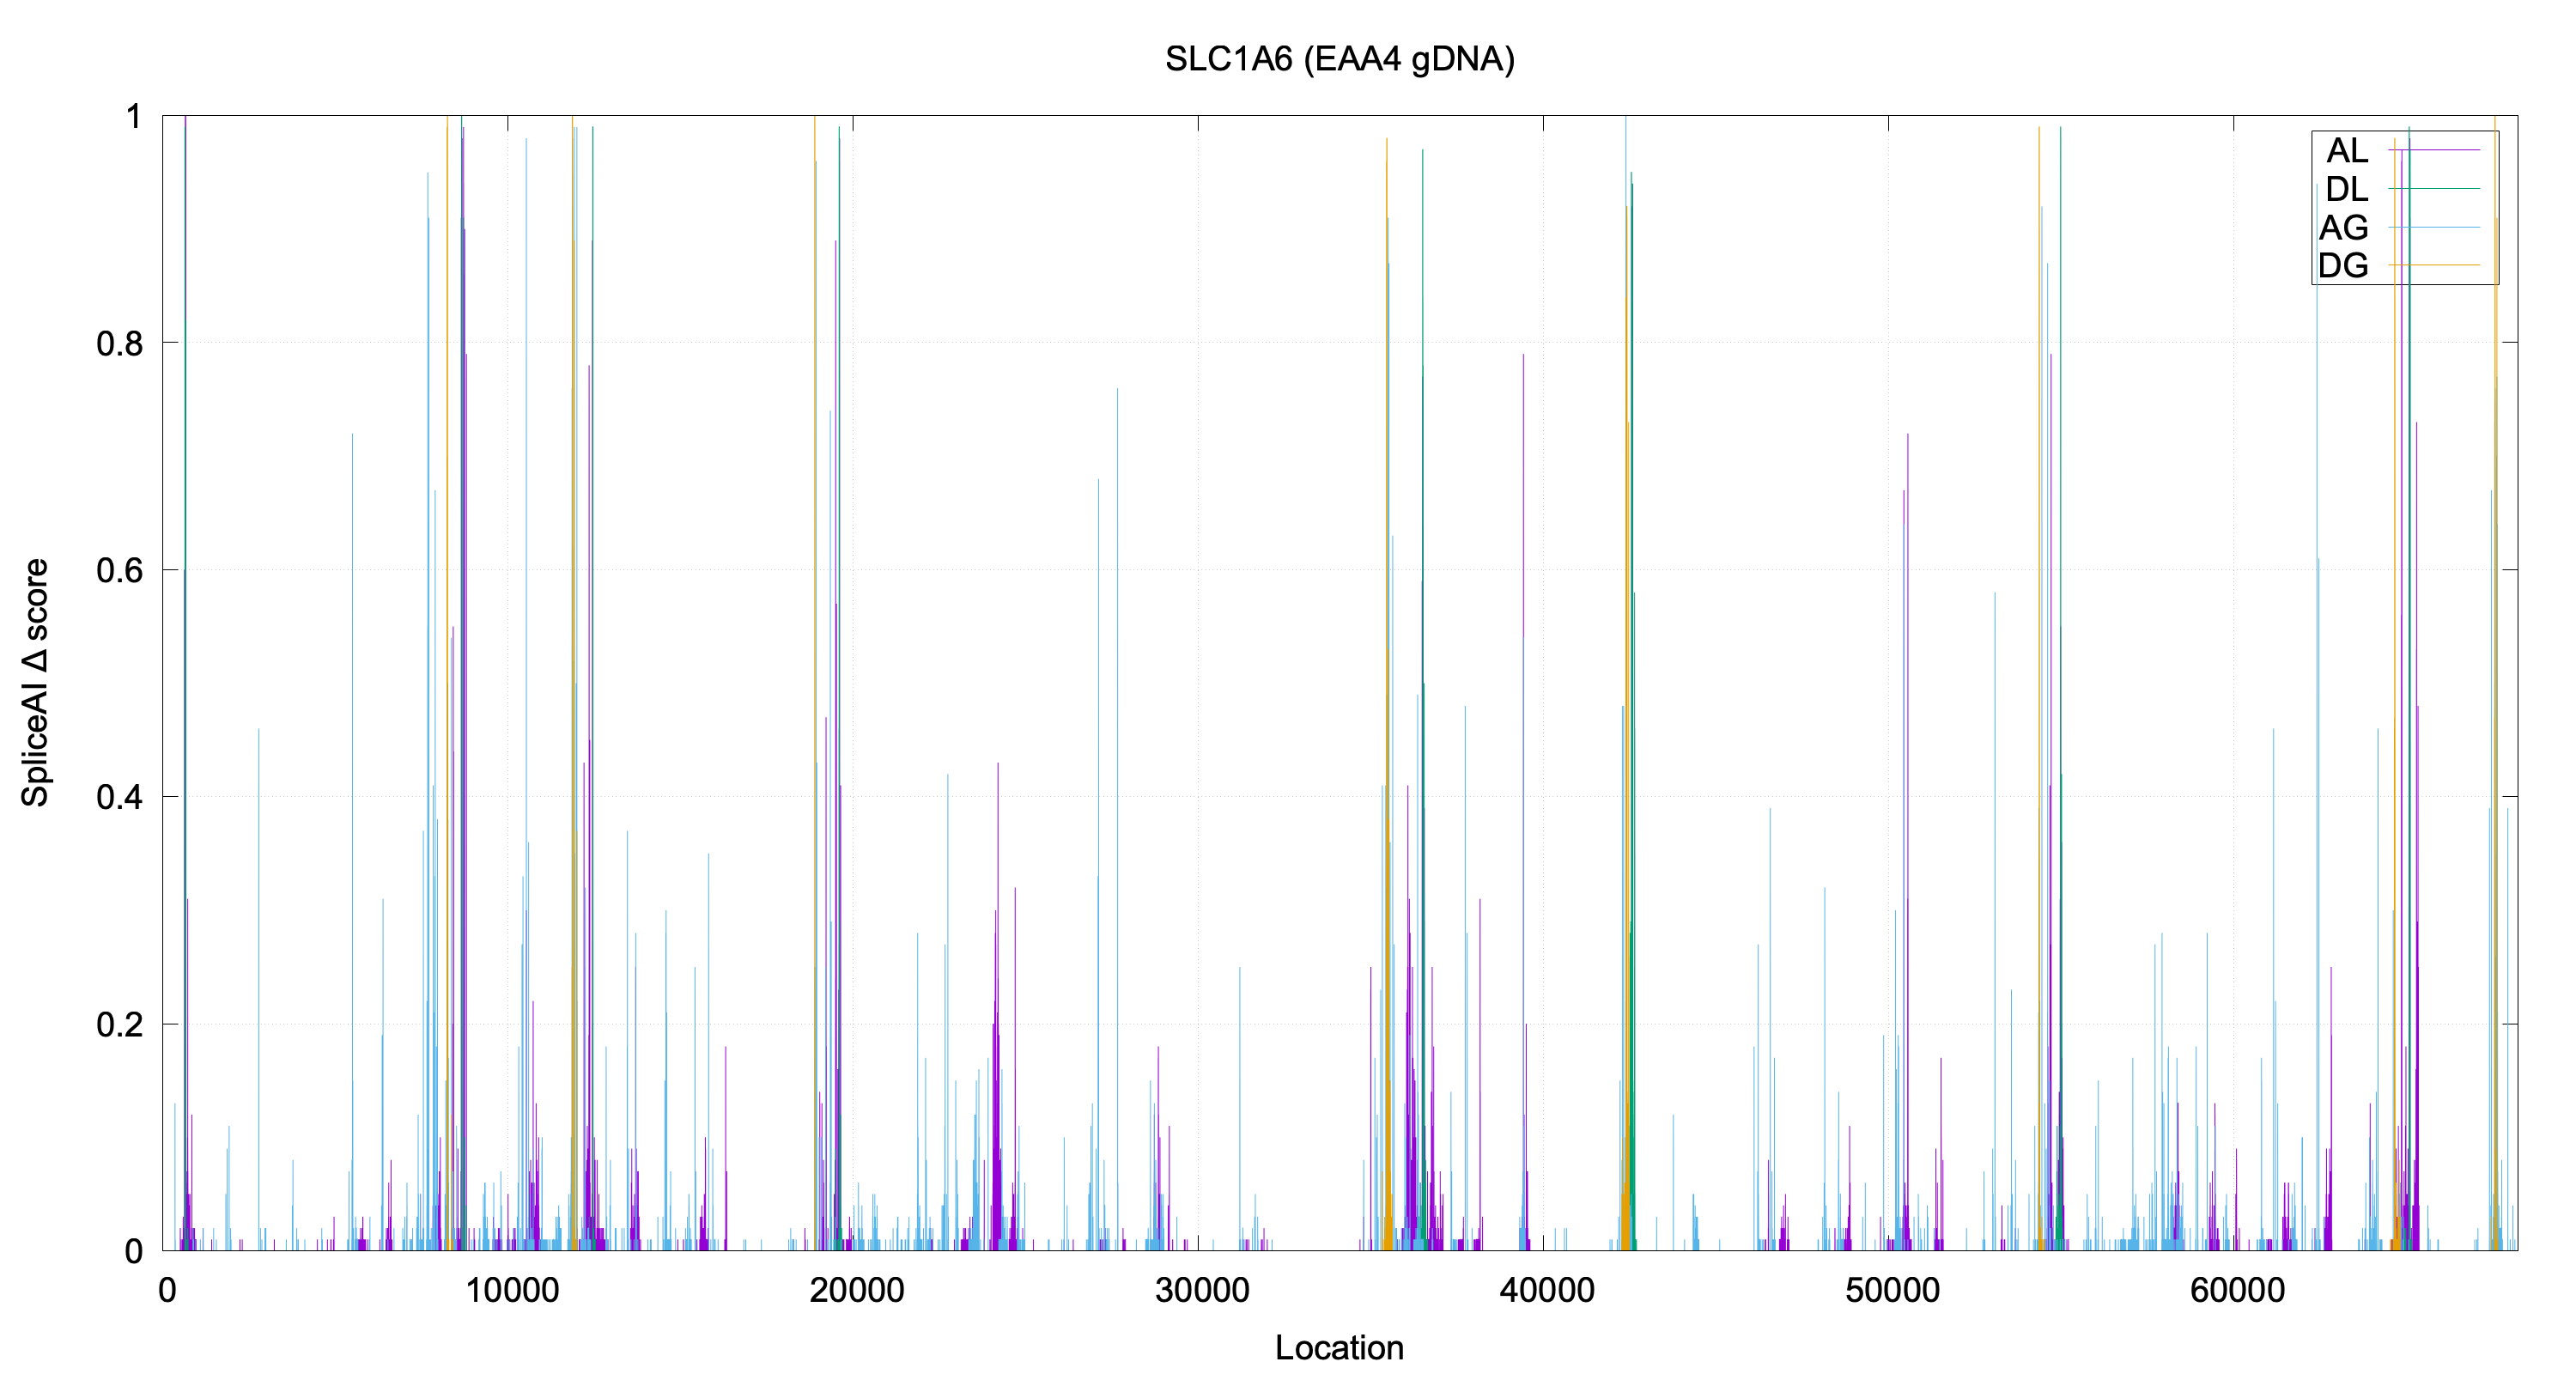 SLC1A6 (EAA4 gDNA)
1
0.8
0.6
0.4
0.2
0
SpliceAI Δ score
AL
DL
AG
DG
0 10000 20000 30000 40000 50000 60000
Location